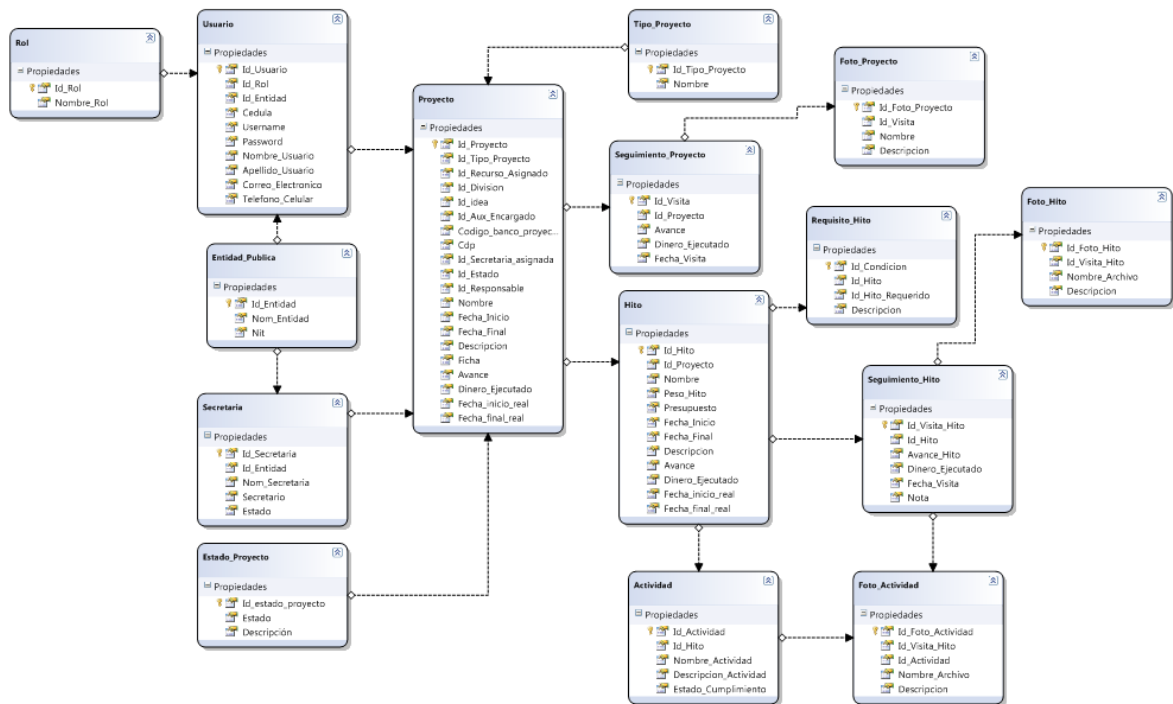 Rol
Propiedades
Id_Rol
Nombre_Rol
Usuario
Propiedades
Id_Usuario
Id_Rol
Id_Entidad
Cedula
Username
Password
Nombre_Usuario
Apellido_Usuario
Correo_Electronico
Telefono_Celular
Entidad_Publica
Propiedades
Id_Entidad
Nom_Entidad
Nit
Secretaria
Propiedades
Id_Secretaria
Id_Entidad
Nom_Secretaria
Secretario
Estado
Estado_Proyecto
Propiedades
Id_estado_proyecto
Estado
Descripción
Proyecto
Propiedades
Id_Proyecto
Id_Tipo_Proyecto
Id_Recurso_Asignado
Id_Division
Id_idea
Id_Aux_Encargado
Codigo_banco_proyec...
Cdp
Id_Secretaria_asignada
Id_Estado
Id_Responsable
Nombre
Fecha_Inicio
Fecha_Final
Descripcion
Ficha
Avance
Dinero_Ejecutado
Fecha_inicio_real
Fecha_final_real
Tipo_Proyecto
Propiedades
Id_Tipo_Proyecto
Nombre
Seguimiento_Proyecto
Propiedades
Id_Visita
Id_Proyecto
Avance
Dinero_Ejecutado
Fecha_Visita
Hito
Propiedades
Id_Hito
Id_Proyecto
Nombre
Peso_Hito
Presupuesto
Fecha_Inicio
Fecha_Final
Descripcion
Avance
Dinero_Ejecutado
Fecha_inicio_real
Fecha_final_real
Actividad
Propiedades
Id_Actividad
Id_Hito
Nombre_Actividad
Descripcion_Actividad
Estado_Cumplimiento
Foto_Proyecto
Propiedades
Id_Foto_Proyecto
Id_Visita
Nombre
Descripcion
Requisito_Hito
Propiedades
Id_Condicion
Id_Hito
Id_Hito_Requerido
Descripcion
Seguimiento_Hito
Propiedades
Id_Visita_Hito
Id_Hito
Avance_Hito
Dinero_Ejecutado
Fecha_Visita
Nota
Foto_Actividad
Propiedades
Id_Foto_Actividad
Id_Visita_Hito
Id_Actividad
Nombre_Archivo
Descripcion
Foto_Hito
Propiedades
Id_Foto_Hito
Id_Visita_Hito
Nombre_Archivo
Descripcion